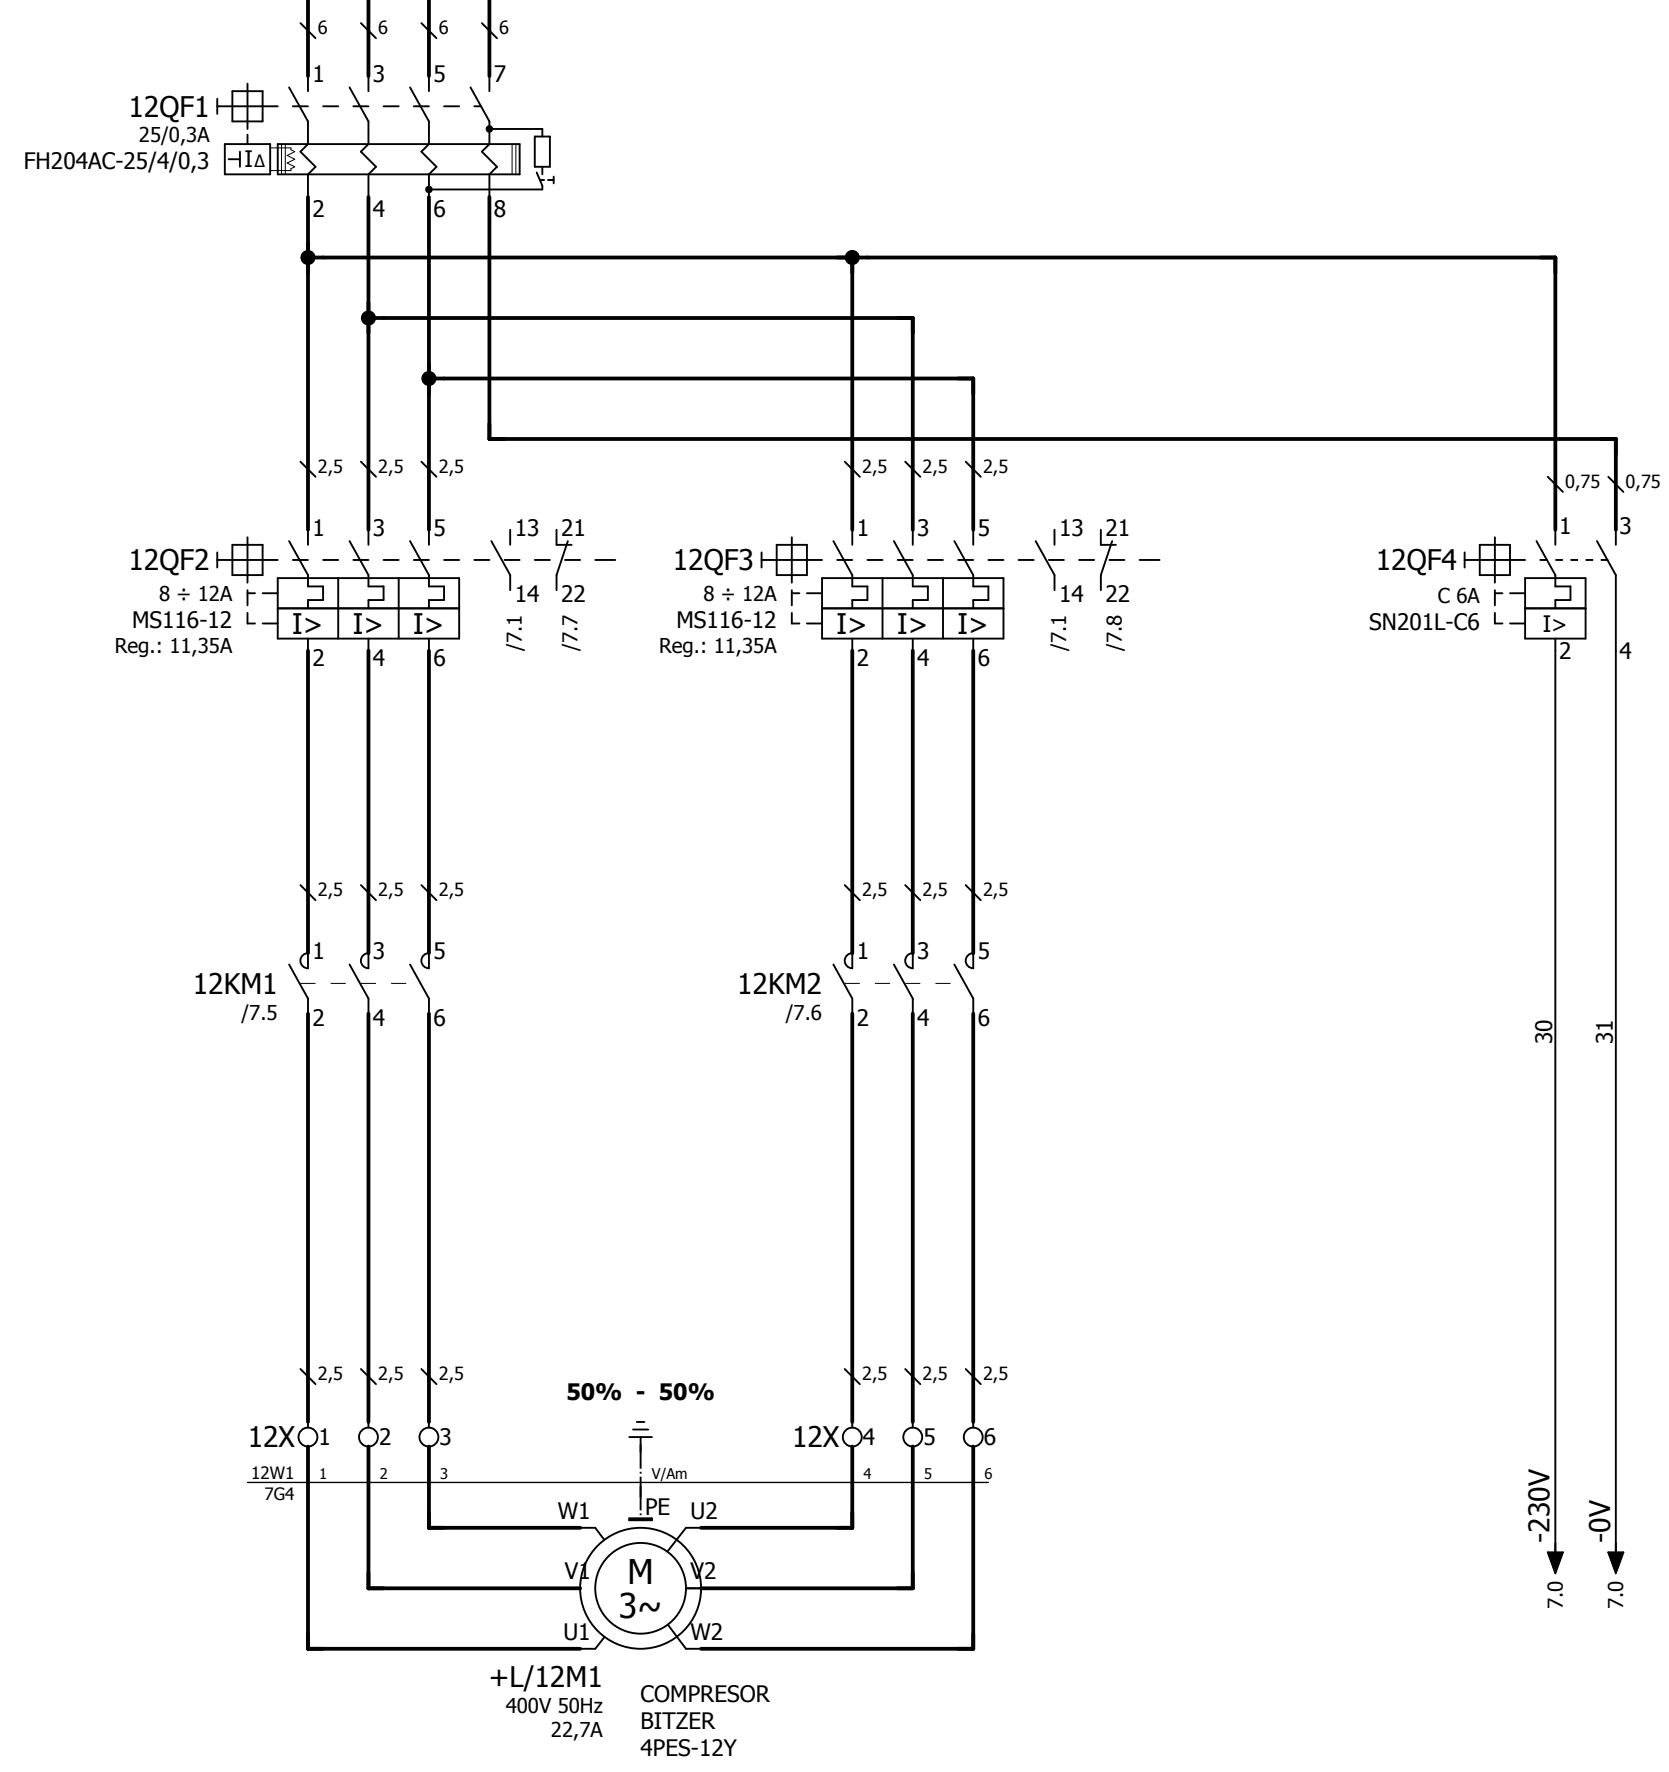 6 6 6 6
1 3 5 7
12QF1
25/0,3A
FH204AC-25/4/0,3
I∆
2 4 6 8
2,5 2,5 2,5 2,5 2,5 2,5 0,75 0,75
1 3 5 13 21 1 3 5 13 21 1 3
12QF2 12QF3 12QF4
8 ÷ 12A 14 22 8 ÷ 12A 14 22 C 6A
MS116-12 I> I> I> /7.1 /7.7 MS116-12 I> I> I> /7.1 /7.8 SN201L-C6 I>
Reg.: 11,35A Reg.: 11,35A
2 4 6 2 4 6 2 4
2,5 2,5 2,5 2,5 2,5 2,5
1 3 5 1 3 5
12KM1 12KM2
/7.5 2 4 6 /7.6 2 4 6
30 31
2,5 2,5 2,5 2,5 2,5 2,5
50% - 50%
12X 1 2 3 12X 4 5 6
12W1 1 2 3 V/Am 4 5 6
7G4
W1 PE U2
-230V -0V
V1 M V2
3~
7.0 7.0
U1 W2
+L/12M1
400V 50Hz
22,7A
COMPRESOR
BITZER
4PES-12Y